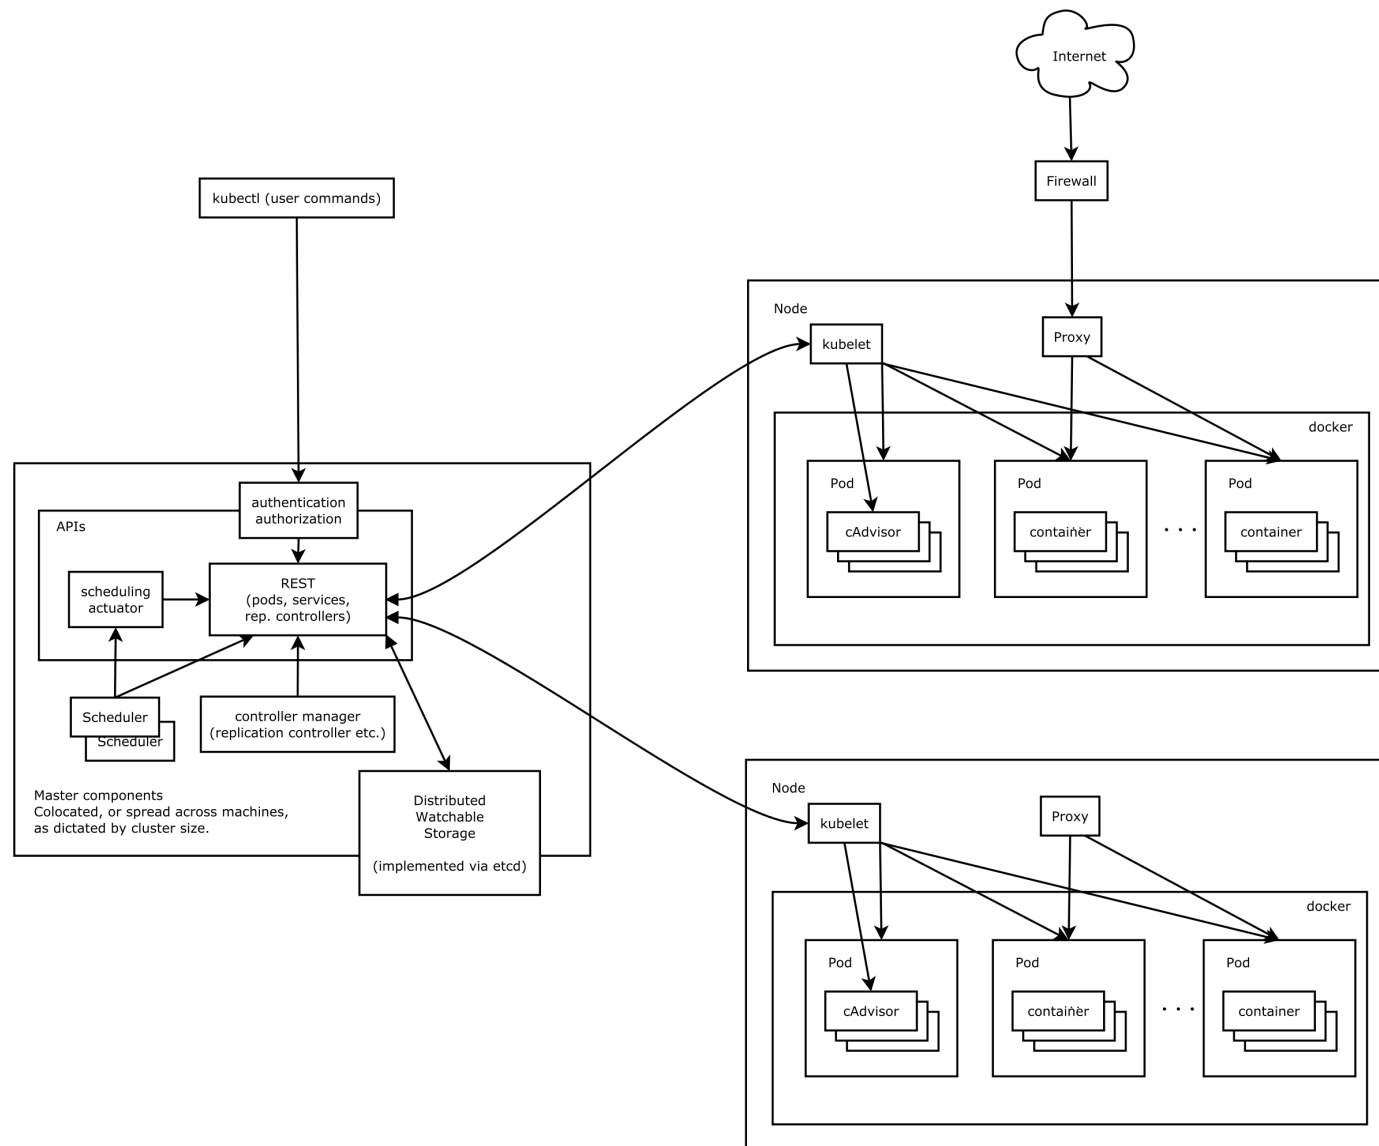 Internet
Firewall
kubectl (user commands)
Node
kubelet
Proxy
docker
Pod
cAdvisor
Pod
container
. . .
Pod
container
authentication
authorization
APIs
REST
(pods, services,
rep. controllers)
scheduling
actuator
Scheduler
Scheduler
controller manager
(replication controller etc.)
Master components
Colocated, or spread across machines,
as dictated by cluster size.
Distributed
Watchable
Storage
(implemented via etcd)
Node
kubelet
Proxy
docker
Pod
cAdvisor
Pod
container
. . .
Pod
container